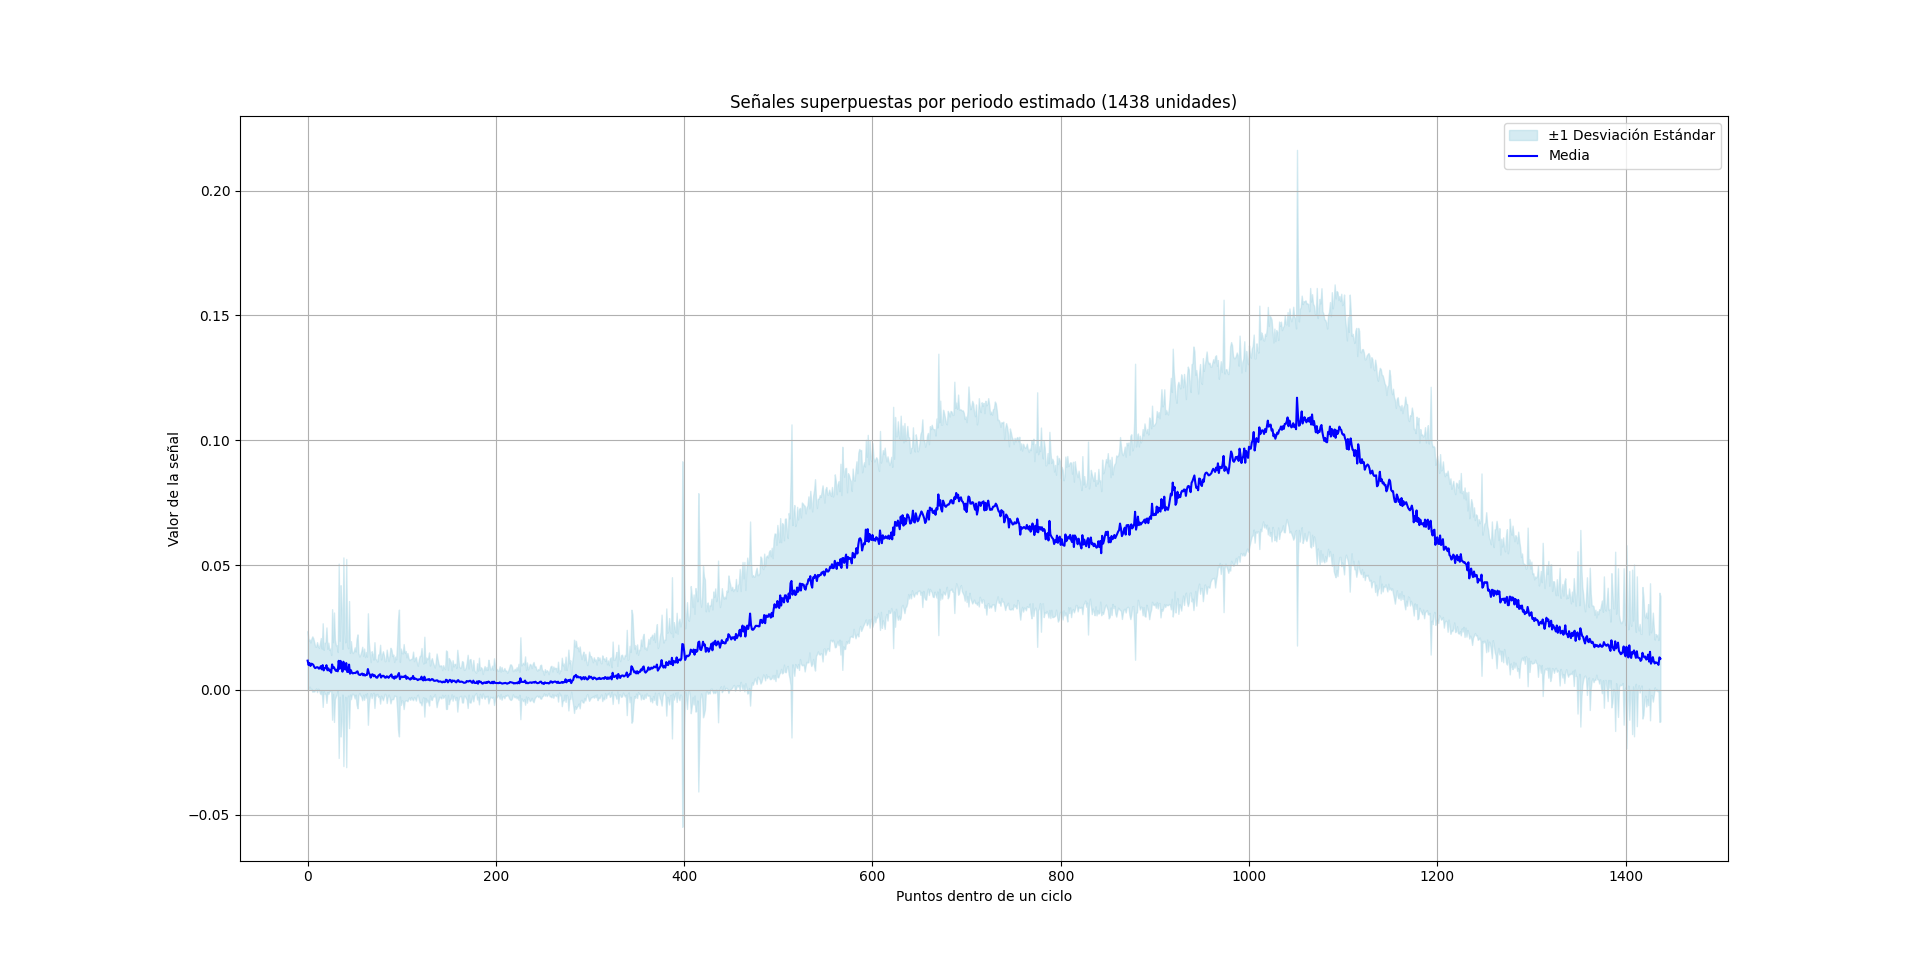 Señales superpuestas por periodo estimado (1438 unidades)
±1 Desviación Estándar
Media
Valor de la señal
0.20
0.15
0.10
0.05
0.00
−0.05
0 200 400 600 800 1000 1200 1400
Puntos dentro de un ciclo